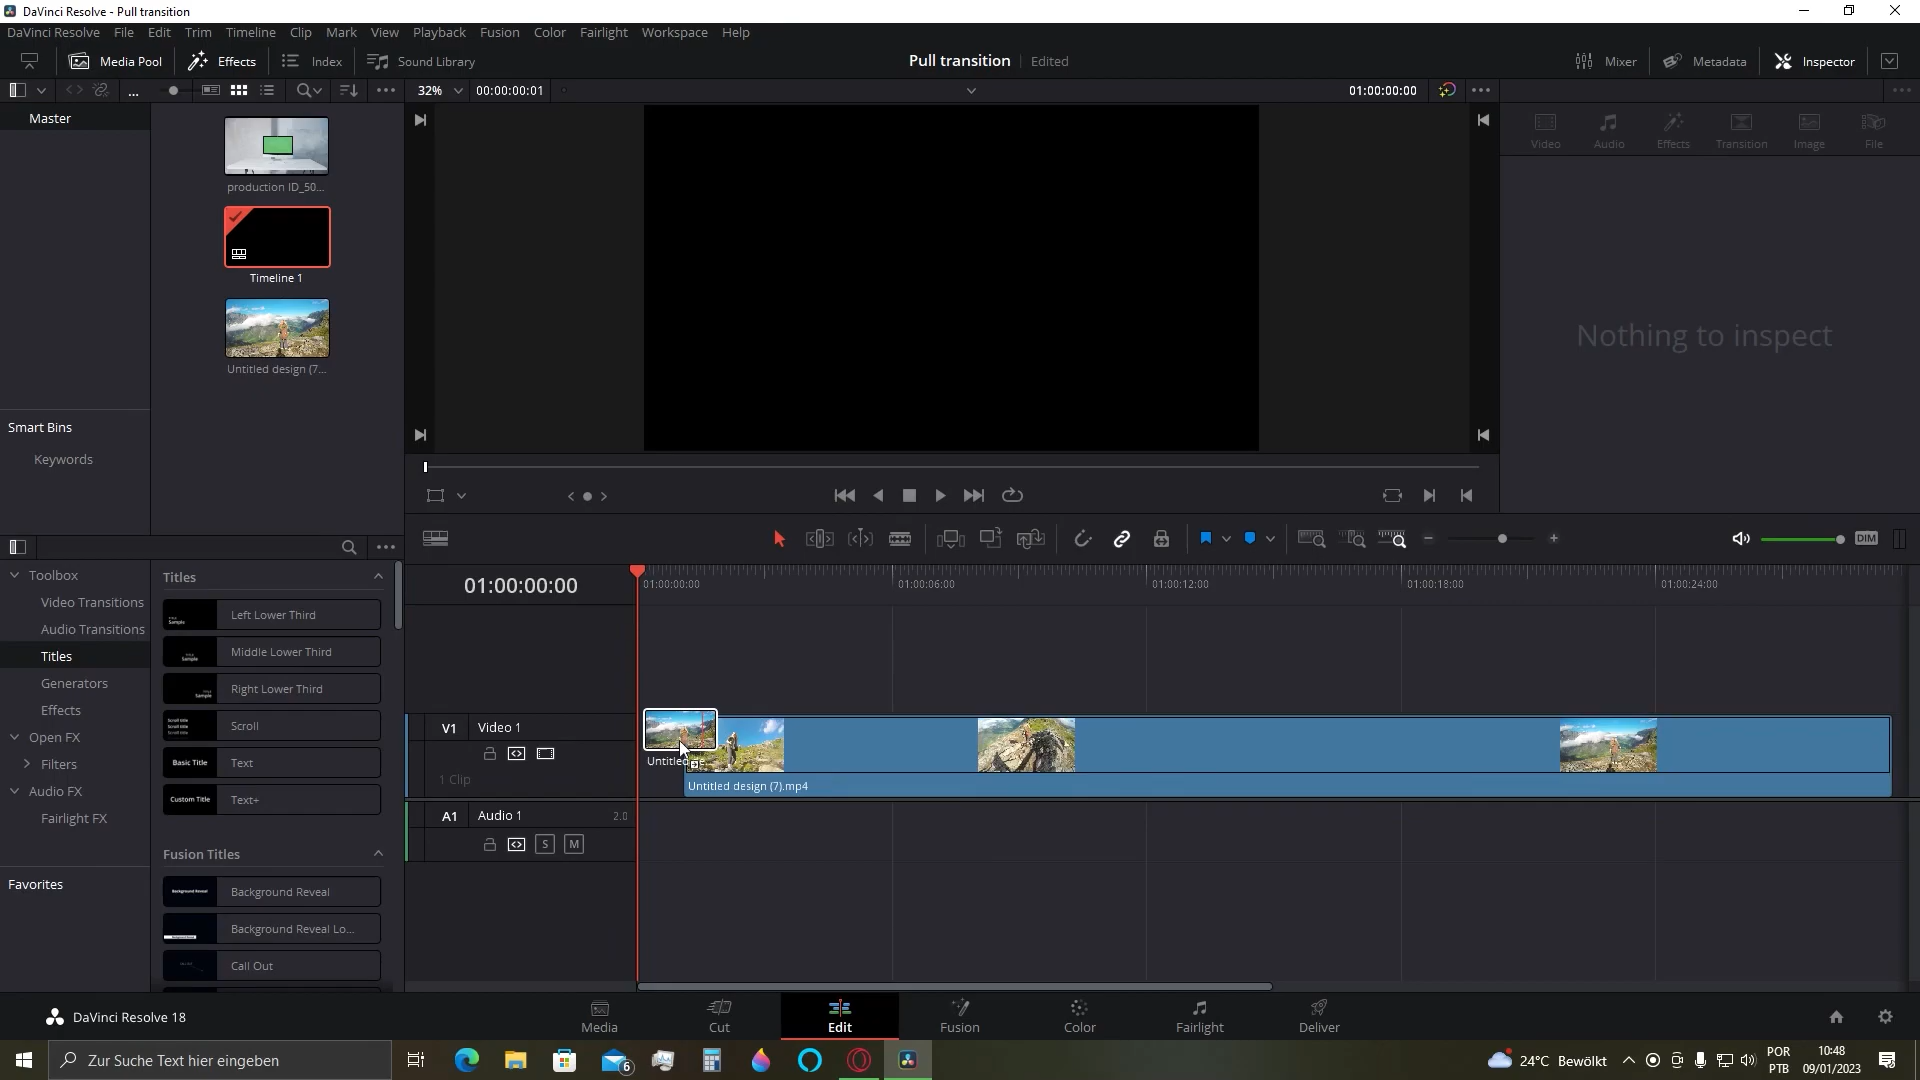 DaVinci Resolve - Pull transition
DaVinci Resolve File Edit Trim Timeline Clip Mark View Playback Fusion Color Fairlight Workspace Help
Media Pool Effects Index Sound Library Pull transition Edited Mixer Metadata Inspector
... 32% 00:00:00:01 01:00:00:00
Master
Video Audio Effects Transition Image File
production ID_50...
Timeline 1
Nothing to inspect
Untitled design (7...
Smart Bins
Keywords
DIM
Toolbox
Titles
01:00:00:00
01:00:00:00 01:00:06:00 01:00:12:00 01:00:18:00 01:00:24:00
Video Transitions
Left Lower Third
Audio Transitions
Middle Lower Third
Titles
Generators
Right Lower Third
Effects
Scroll
V1 Video 1
Open FX
Filters
Basic Title Text
Untitled
1 Clip
Untitled design (7).mp4
Audio FX
Custom Title Text+
Fairlight FX
A1 Audio 1 2.0
S M
Fusion Titles
Favorites
Background Reveal Background Reveal
Background Reveal Lo...
Call Out
DaVinci Resolve 18
Media Cut Edit Fusion Color Fairlight Deliver
Zur Suche Text hier eingeben
6
24°C Bewölkt
POR
PTB
10:48
09/01/2023